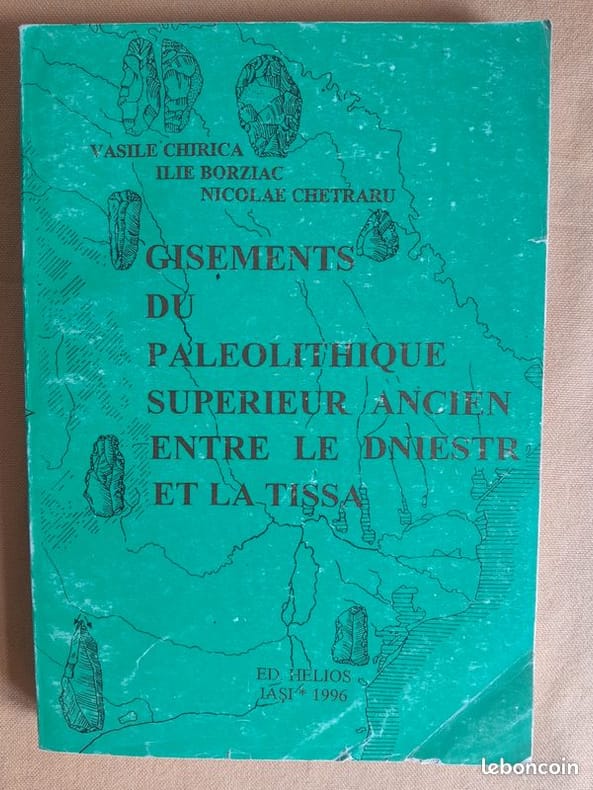 VASILE CHIRICA
ILIE BORZIAC
NICOLAE CHETRARU
GISEMENTS
DU
PALEOLITHIQUE
SUPERIEUR ANCIEN
ENTRE LE DNIESTR
ET LA TISSA
ED. HELIOS
IAŞI * 1996
leboncoin